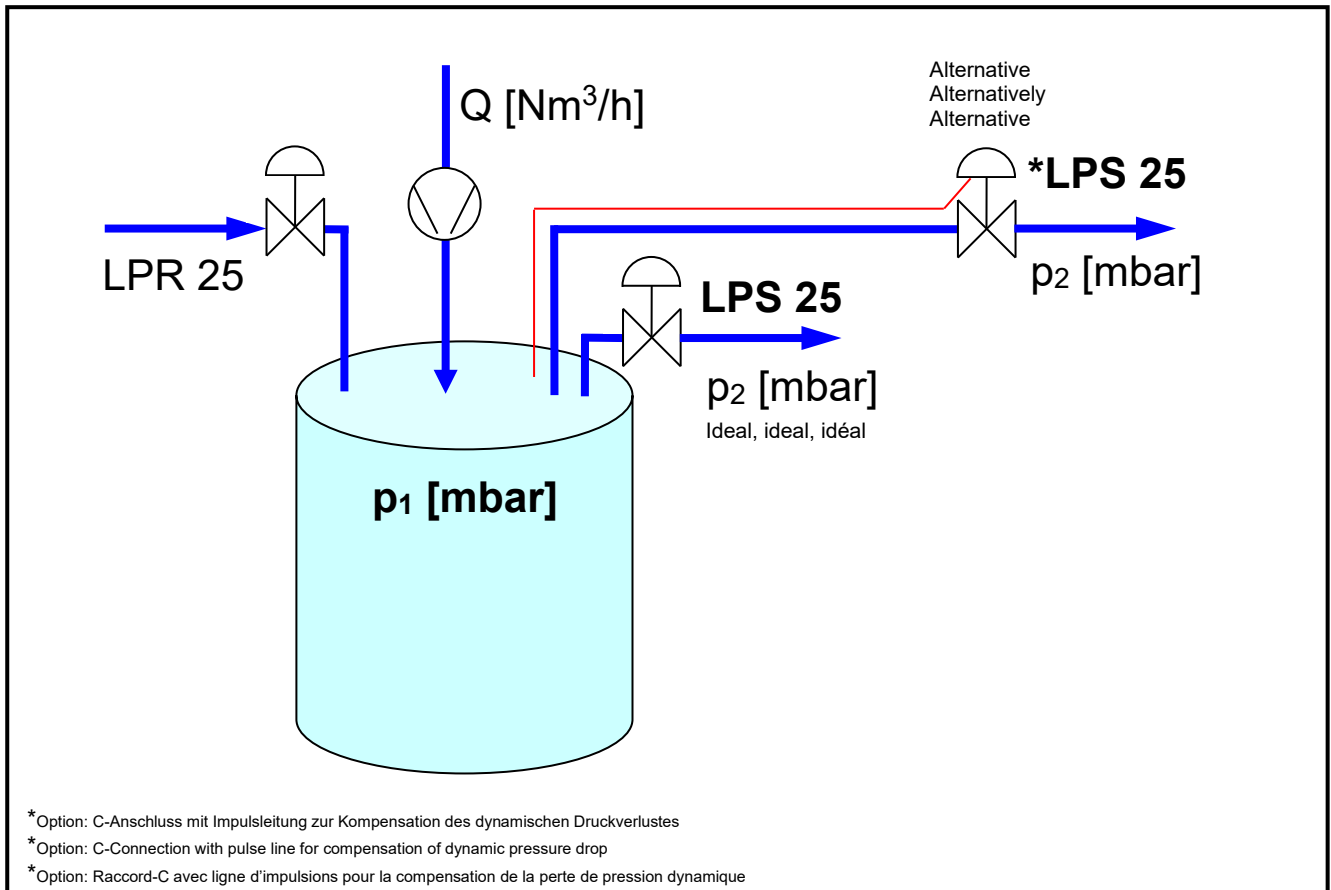 Alternative
Alternatively
Alternative
Q [Nm³/h]
*LPS 25
LPR 25
p₂ [mbar]
LPS 25
p₂ [mbar]
Ideal, ideal, idéal
p₁ [mbar]
*Option: C-Anschluss mit Impulsleitung zur Kompensation des dynamischen Druckverlustes
*Option: C-Connection with pulse line for compensation of dynamic pressure drop
*Option: Raccord-C avec ligne d'impulsions pour la compensation de la perte de pression dynamique